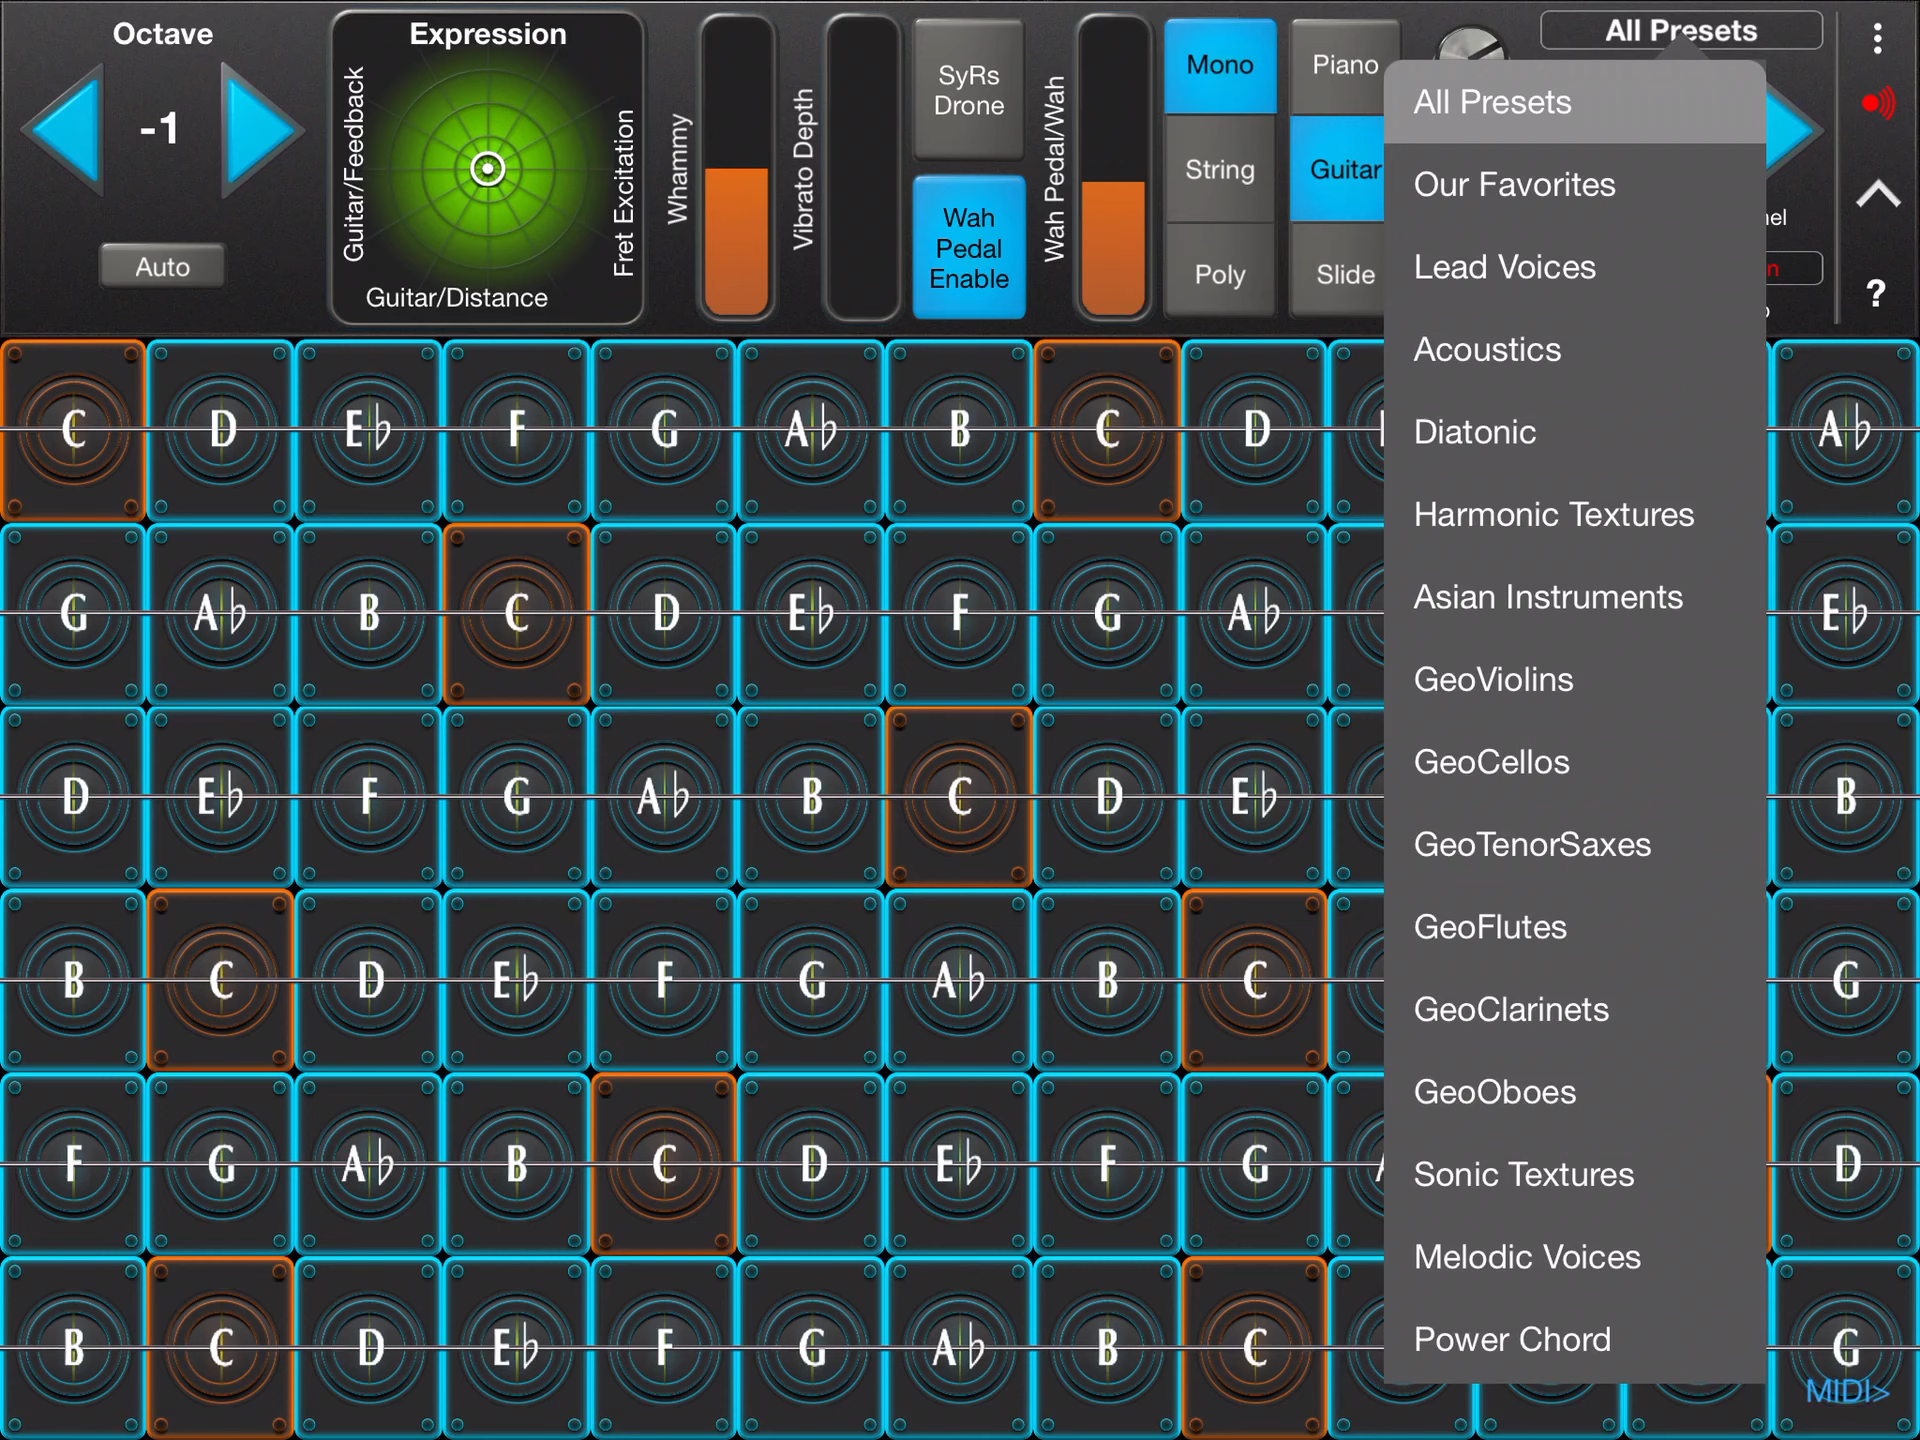 Octave
-1
Auto
Expression
Guitar/Feedback
Fret Excitation
Guitar/Distance
Whammy
Vibrato Depth
SyRs
Drone
Wah
Pedal
Enable
Wah Pedal/Wah
Mono
String
Poly
Piano
Guitar
Slide
All Presets
?
All Presets
Our Favorites
Lead Voices
Acoustics
Diatonic
Harmonic Textures
Asian Instruments
GeoViolins
GeoCellos
GeoTenorSaxes
GeoFlutes
GeoClarinets
GeoOboes
Sonic Textures
Melodic Voices
Power Chord
C D E♭ F G A♭ B C D A♭
G A♭ B C D E♭ F G A♭ E♭
D E♭ F G A♭ B C D E♭ B
B C D E♭ F G A♭ B C G
F G A♭ B C D E♭ F G D
B C D E♭ F G A♭ B C G
MIDI>